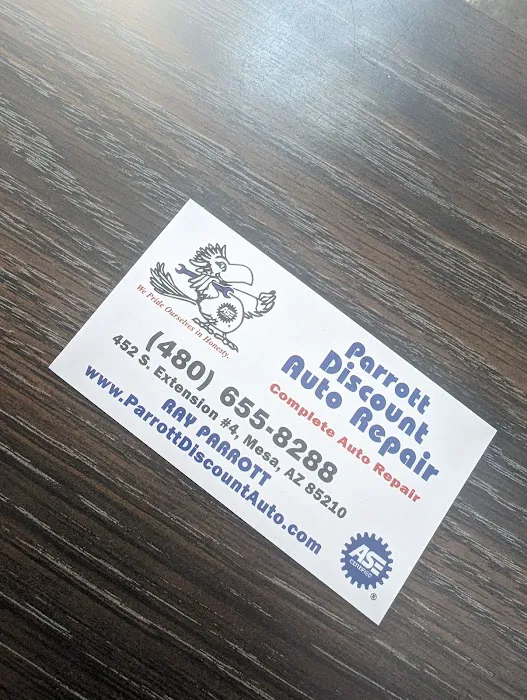 Parrott
Discount
Auto Repair
Complete Auto Repair
We Pride Ourselves in Honesty.
(480) 655-8288
452 S. Extension #4, Mesa, AZ 85210
RAY PARROTT
www.ParrottDiscountAuto.com
ASE
CERTIFIED
®